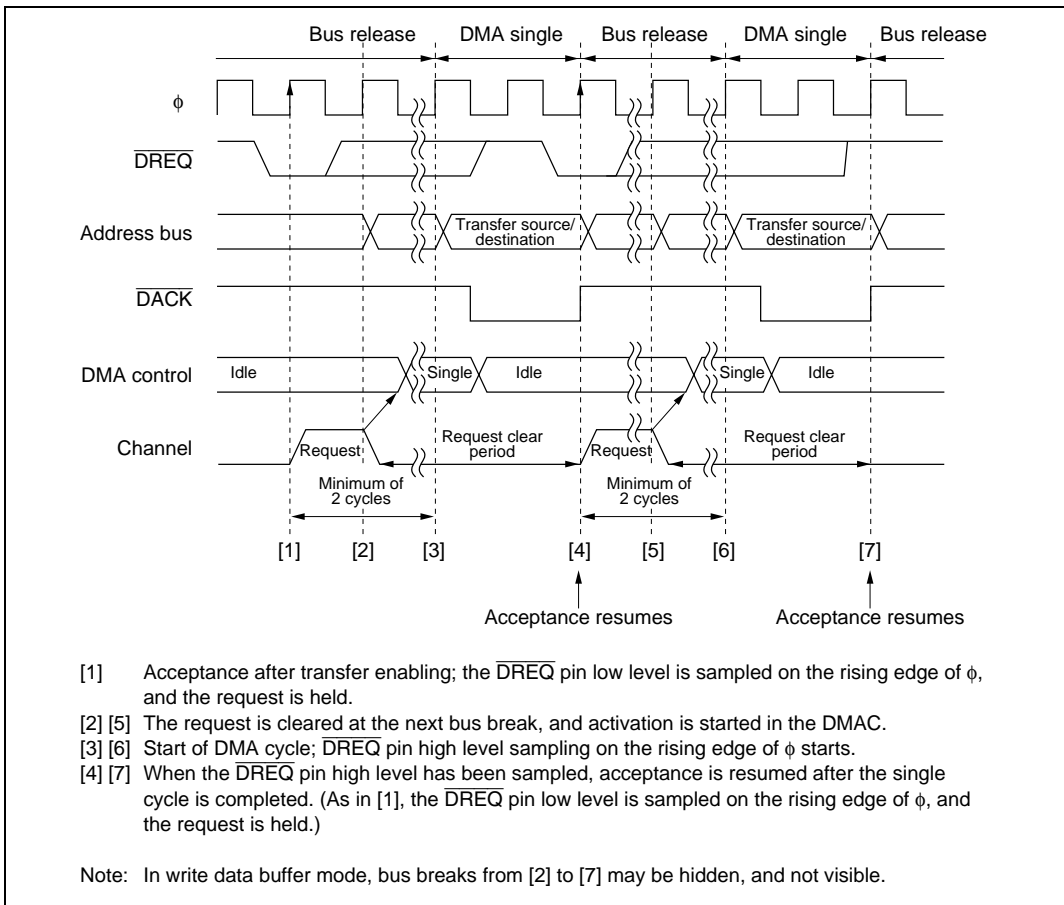 Bus release DMA single Bus release DMA single Bus release
ϕ
DREQ
Address bus
Transfer source/ destination
Transfer source/ destination
DACK
DMA control
Idle Single Idle Single Idle
Channel
Request Request clear period Request Request clear period
Minimum of 2 cycles
Minimum of 2 cycles
[1] [2] [3] [4] [5] [6] [7]
Acceptance resumes Acceptance resumes
[1] Acceptance after transfer enabling; the DREQ pin low level is sampled on the rising edge of ϕ,
and the request is held.
[2] [5] The request is cleared at the next bus break, and activation is started in the DMAC.
[3] [6] Start of DMA cycle; DREQ pin high level sampling on the rising edge of ϕ starts.
[4] [7] When the DREQ pin high level has been sampled, acceptance is resumed after the single
cycle is completed. (As in [1], the DREQ pin low level is sampled on the rising edge of ϕ, and
the request is held.)
Note: In write data buffer mode, bus breaks from [2] to [7] may be hidden, and not visible.